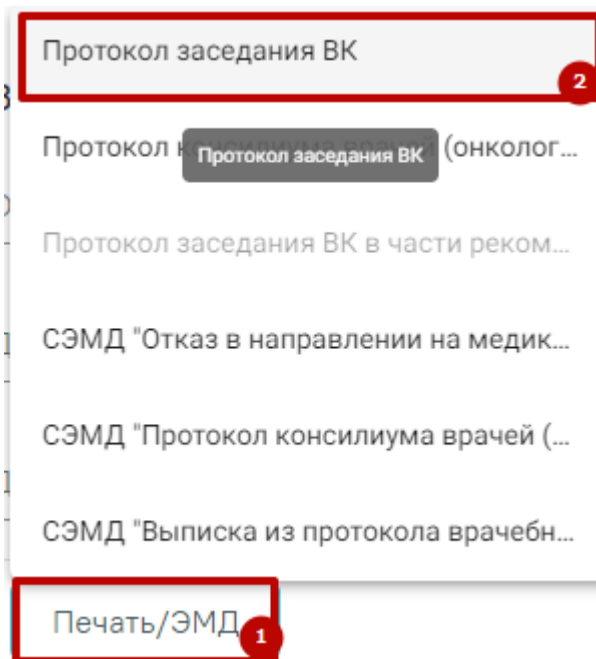 Протокол заседания ВК
2
Протокол (онколог...
Протокол заседания ВК
Протокол заседания ВК в части реком...
СЭМД "Отказ в направлении на медик...
СЭМД "Протокол консилиума врачей (...
СЭМД "Выписка из протокола врачебн...
Печать/ЭМД
1